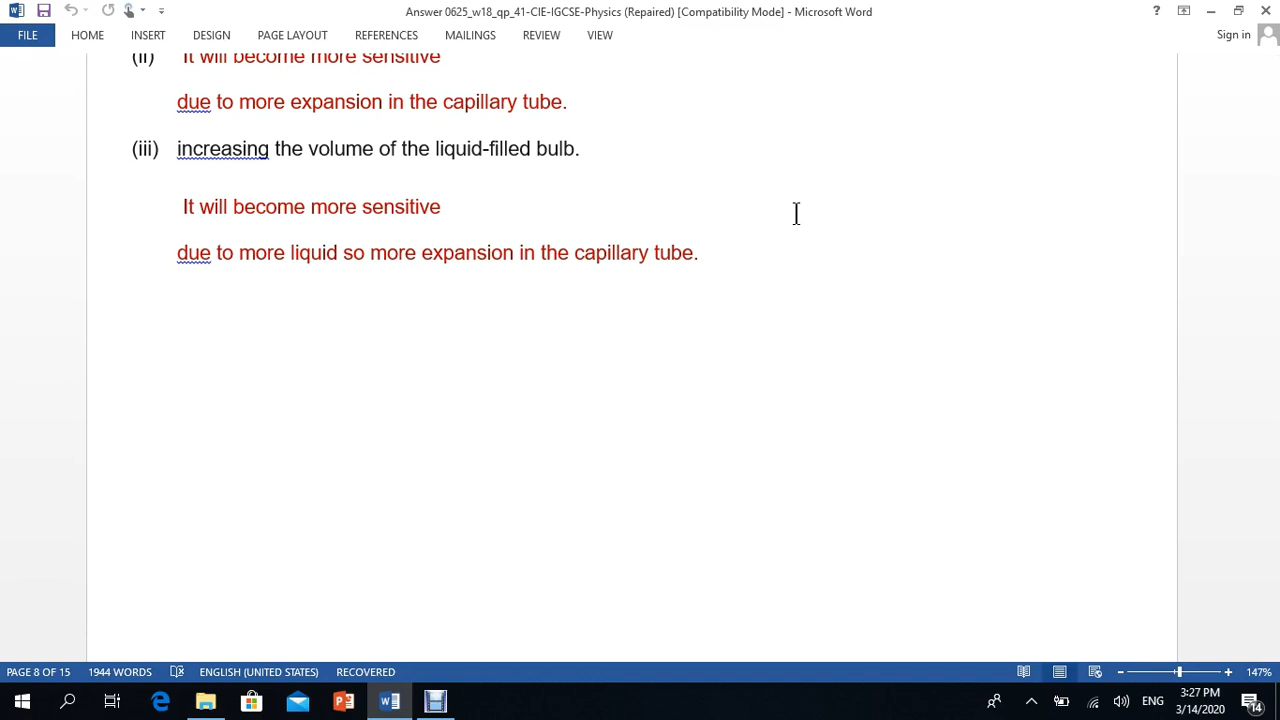 Answer 0625_w18_qp_41-CIE-IGCSE-Physics (Repaired) [Compatibility Mode] - Microsoft Word
?
FILE HOME INSERT DESIGN PAGE LAYOUT REFERENCES MAILINGS REVIEW VIEW Sign in
(ii) It will become more sensitive
due to more expansion in the capillary tube.
(iii) increasing the volume of the liquid-filled bulb.
It will become more sensitive
due to more liquid so more expansion in the capillary tube.
PAGE 8 OF 15 1944 WORDS ENGLISH (UNITED STATES) RECOVERED 147%
ENG 3:27 PM
3/14/2020 14